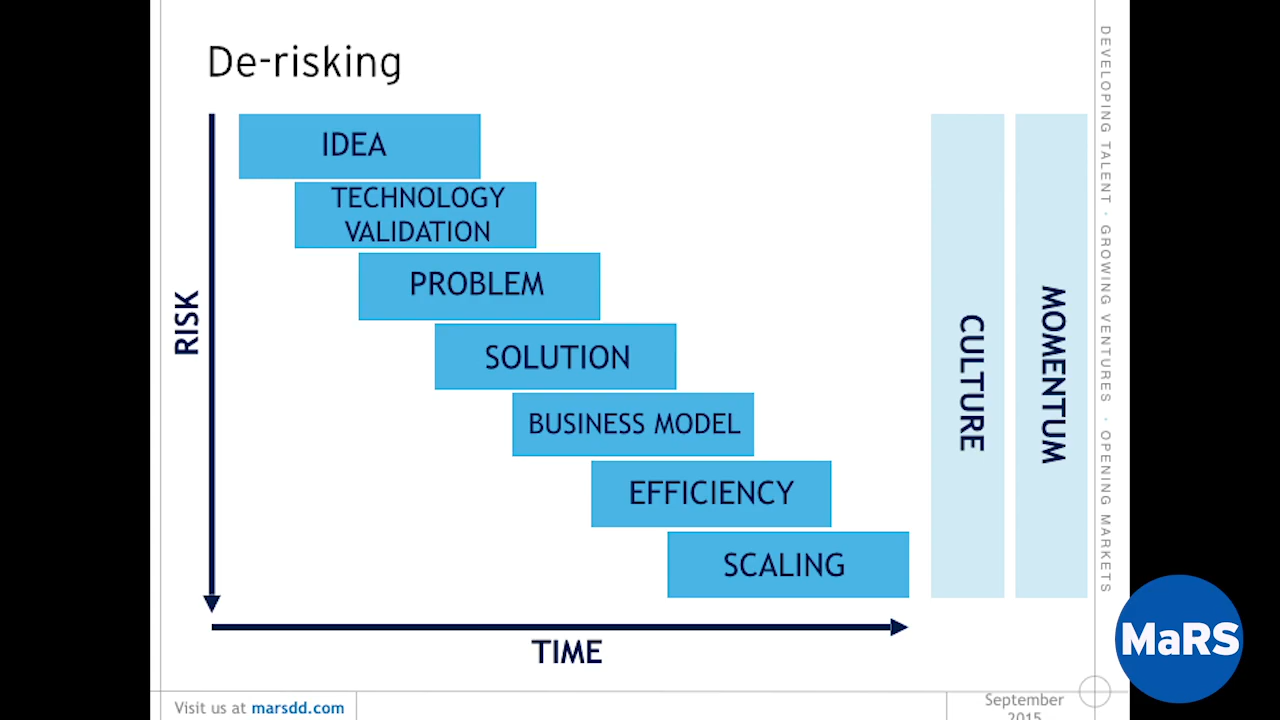 De-risking
IDEA
TECHNOLOGY
VALIDATION
PROBLEM
SOLUTION
BUSINESS MODEL
EFFICIENCY
SCALING
RISK
TIME
CULTURE
MOMENTUM
DEVELOPING TALENT · GROWING VENTURES · OPENING MARKETS
MaRS
Visit us at marsdd.com
September
2015